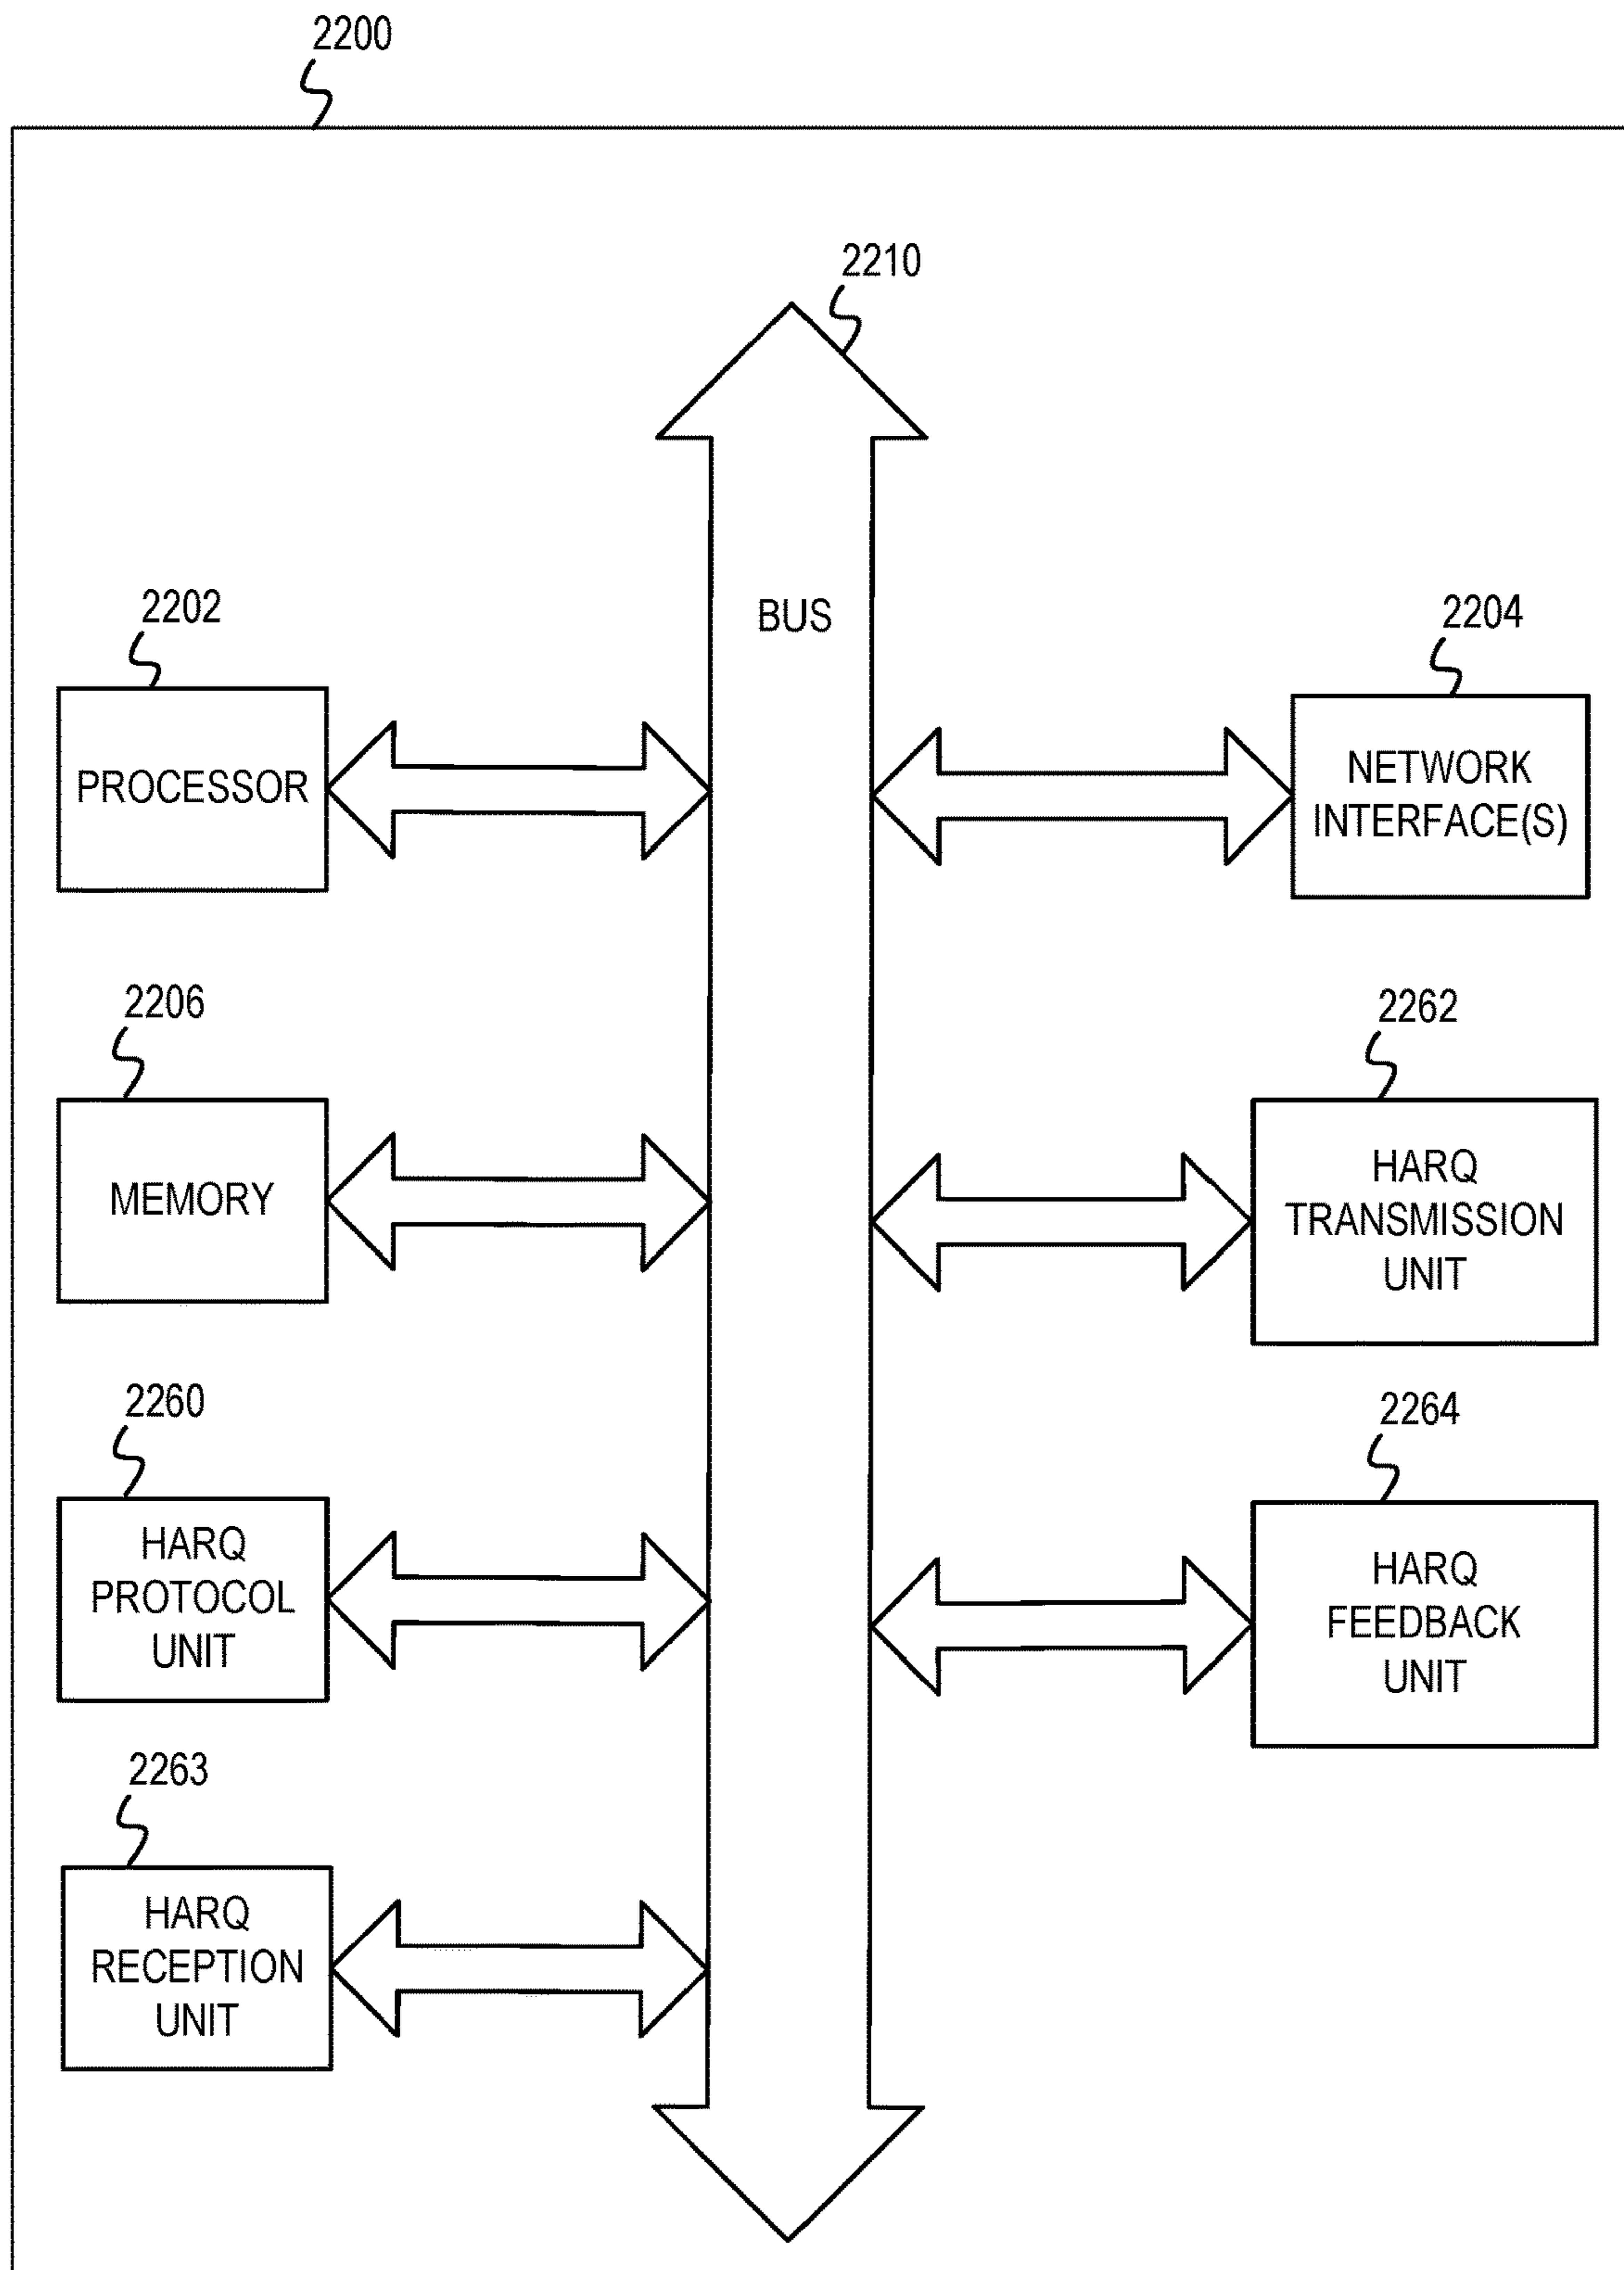 2200
2210
BUS
2202
PROCESSOR
2204
NETWORK
INTERFACE(S)
2206
MEMORY
2262
HARQ
TRANSMISSION
UNIT
2260
HARQ
PROTOCOL
UNIT
2264
HARQ
FEEDBACK
UNIT
2263
HARQ
RECEPTION
UNIT